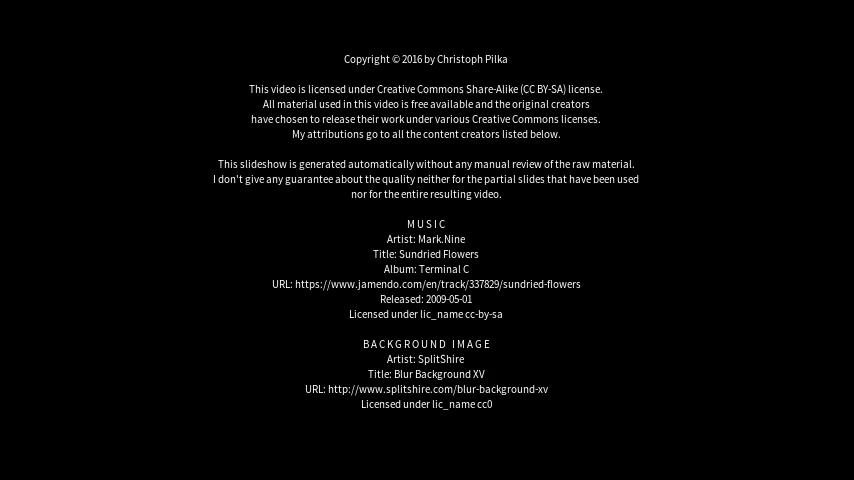 Copyright © 2016 by Christoph Pilka
This video is licensed under Creative Commons Share-Alike (CC BY-SA) license.
All material used in this video is free available and the original creators
have chosen to release their work under various Creative Commons licenses.
My attributions go to all the content creators listed below.
This slideshow is generated automatically without any manual review of the raw material.
I don't give any guarantee about the quality neither for the partial slides that have been used
nor for the entire resulting video.
MUSIC
Artist: Mark.Nine
Title: Sundried Flowers
Album: Terminal C
URL: https://www.jamendo.com/en/track/337829/sundried-flowers
Released: 2009-05-01
Licensed under lic_name cc-by-sa
BACKGROUND IMAGE
Artist: SplitShire
Title: Blur Background XV
URL: http://www.splitshire.com/blur-background-xv
Licensed under lic_name cc0